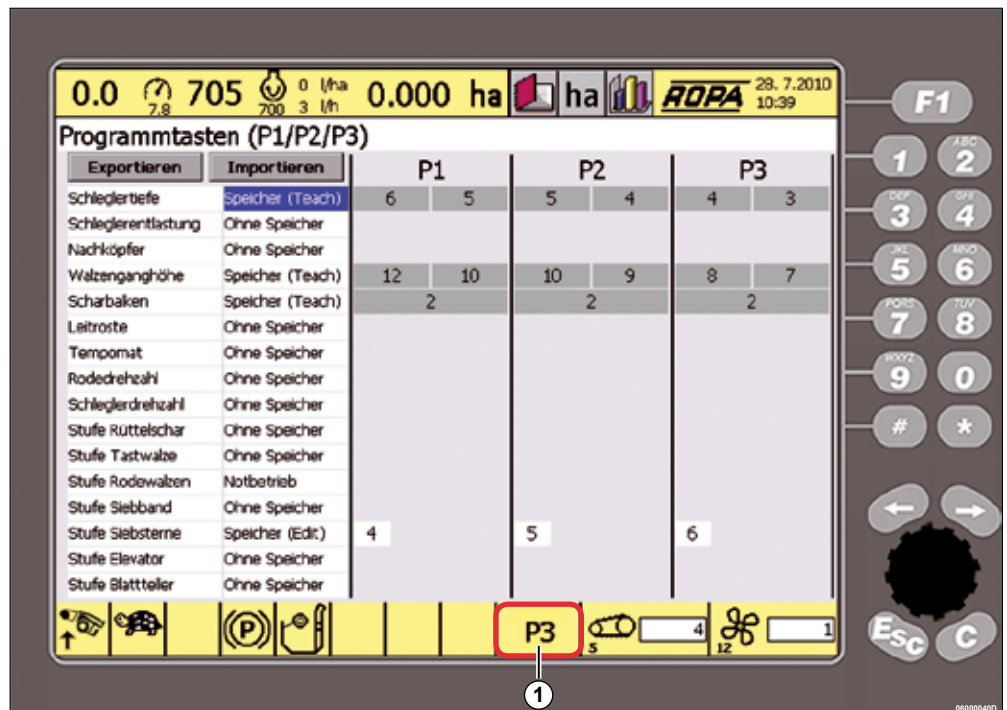 0.0 7.8 705 700 0 l/ha 3 l/h 0.000 ha ha ROPA 28. 7.2010 10:39
F1
Programmtasten (P1/P2/P3)
Exportieren Importieren P1 P2 P3
Schleglertiefe Speicher (Teach) 6 5 5 4 4 3
Schleglerentlastung Ohne Speicher
Nachköpfer Ohne Speicher
Walzenganghöhe Speicher (Teach) 12 10 10 9 8 7
Scharbalken Speicher (Teach) 2 2 2
Leitroste Ohne Speicher
Tempomat Ohne Speicher
Rodedrehzahl Ohne Speicher
Schleglerdrehzahl Ohne Speicher
Stufe Rüttelschar Ohne Speicher
Stufe Tastwalze Ohne Speicher
Stufe Rodewalzen Notbetrieb
Stufe Siebband Ohne Speicher
Stufe Siebsterne Speicher (Edit) 4 5 6
Stufe Elevator Ohne Speicher
Stufe Blattteller Ohne Speicher
P P3 5 4 12 1
1
1 ABC 2
DEF 3 GHI 4
JKL 5 MNO 6
PQRS 7 TUV 8
WXYZ 9 0
# *
Esc C
06000040D